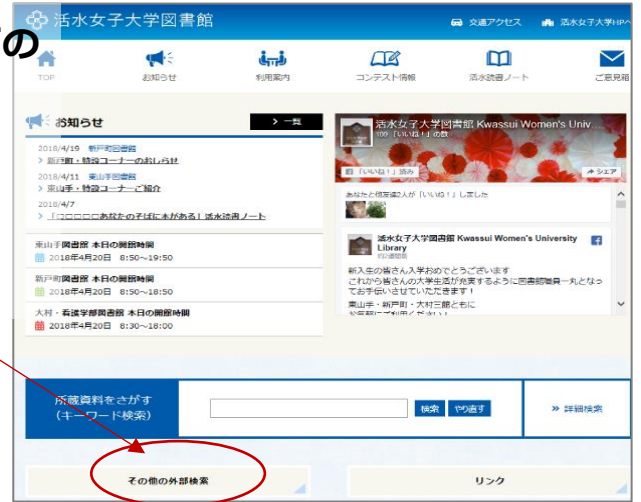 活水女子大学図書館
交通アクセス
活水女子大学HPへ
の
TOP
お知らせ
利用案内
コンテスト情報
活水読書ノート
ご意見箱
お知らせ
> 一覧
2018/4/19 新戸町図書館
> 新戸町・特設コーナーのおしらせ
2018/4/11 東山手図書館
> 東山手・特設コーナーご紹介
2018/4/7
> 「□□□□□あなたのそばに本がある」活水読書ノート
東山手図書館 本日の開館時間
2018年4月20日 8:50~19:50
新戸町図書館 本日の開館時間
2018年4月20日 8:50~18:50
大村・看護学部図書館 本日の開館時間
2018年4月20日 8:30~18:00
活水女子大学図書館 Kwassui Women's Univ...
「いいね!」の数
「いいね!」済み
シェア
あなたと他友達2人が「いいね!」しました
活水女子大学図書館 Kwassui Women's University
Library
新入生の皆さん入学おめでとうございます
これから皆さんの大学生活が充実するように図書館職員一丸となっ
てお手伝いさせていただきます!
東山手・新戸町・大村三館ともに
お気軽にご利用ください!
所蔵資料をさがす
(キーワード検索)
検索
やり直す
» 詳細検索
その他の外部検索
リンク